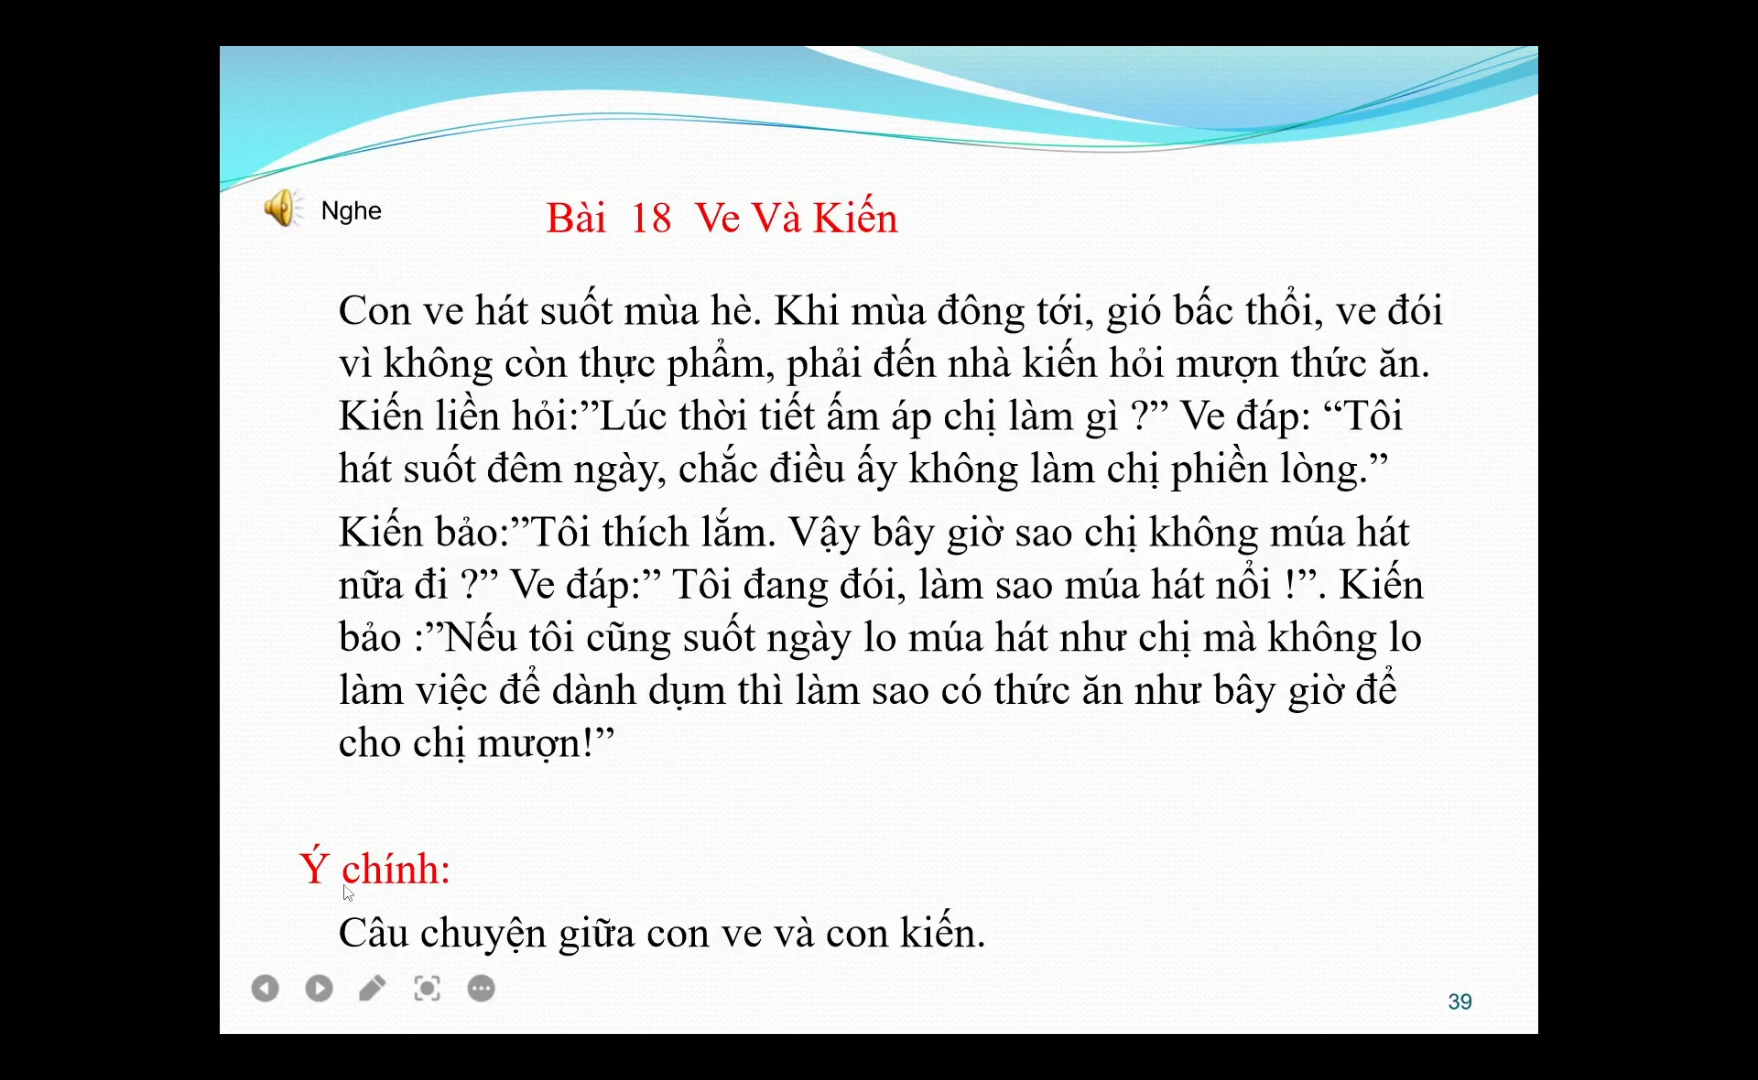 Nghe
Bài 18 Ve Và Kiến
Con ve hát suốt mùa hè. Khi mùa đông tới, gió bấc thổi, ve đói
vì không còn thực phẩm, phải đến nhà kiến hỏi mượn thức ăn.
Kiến liền hỏi:”Lúc thời tiết ấm áp chị làm gì ?” Ve đáp: “Tôi
hát suốt đêm ngày, chắc điều ấy không làm chị phiền lòng.”
Kiến bảo:”Tôi thích lắm. Vậy bây giờ sao chị không múa hát
nữa đi ?” Ve đáp:” Tôi đang đói, làm sao múa hát nổi !”. Kiến
bảo :”Nếu tôi cũng suốt ngày lo múa hát như chị mà không lo
làm việc để dành dụm thì làm sao có thức ăn như bây giờ để
cho chị mượn!”
Ý chính:
Câu chuyện giữa con ve và con kiến.
39